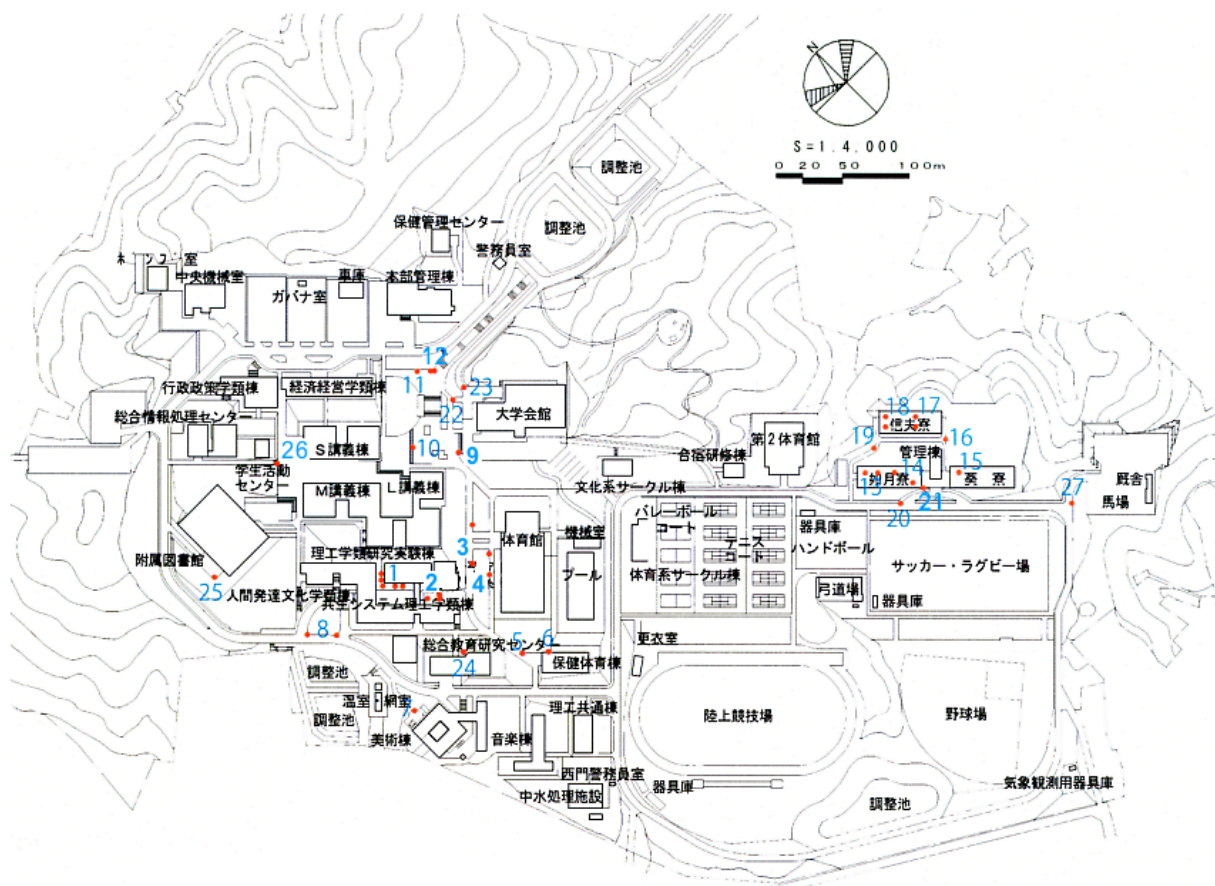 N
S=1.4.000
0 20 50 100m
調整池
調整池
保健管理センター
警務員室
中央機械室
車庫
本部管理棟
ガバナ室
12
11
23
22
行政政策学類棟
経済経営学類棟
総合情報処理センター
大学会館
26
S講義棟
10
9
学生活動
センター
M講義棟
L講義棟
第2体育館
合宿研修棟
文化系サークル棟
18
17
信夫寮
19
16
管理棟
如月寮
14
15
13
葵 寮
20
21
27
厩舎
馬場
附属図書館
理工学類研究実験棟
3
体育館
機械室
バレーボール
コート
テニス
コート
器具庫
ハンドボール
サッカー・ラグビー場
1
2
4
プール
体育系サークル棟
弓道場
器具庫
25
人間発達文化学類棟
共生システム理工学類棟
8
総合教育研究センター
5
6
更衣室
24
保健体育棟
調整池
温室
網室
調整池
7
美術棟
音楽棟
理工共通棟
陸上競技場
野球場
西門警務員室
中水処理施設
器具庫
調整池
気象観測用器具庫